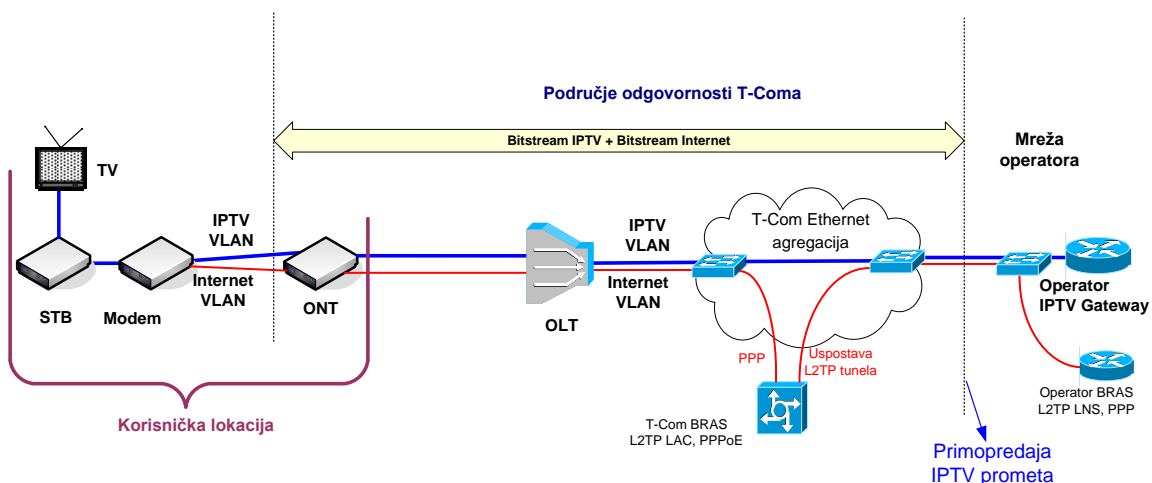 Područje odgovornosti T-Coma
Bitstream IPTV + Bitstream Internet
Mreža
operatora
TV
IPTV
VLAN
Internet
VLAN
STB
Modem
ONT
OLT
IPTV
VLAN
Internet
VLAN
T-Com Ethernet
agregacija
PPP
Uspostava
L2TP tunela
T-Com BRAS
L2TP LAC, PPPoE
Operator
IPTV Gateway
Operator BRAS
L2TP LNS, PPP
Korisnička lokacija
Primopredaja
IPTV prometa